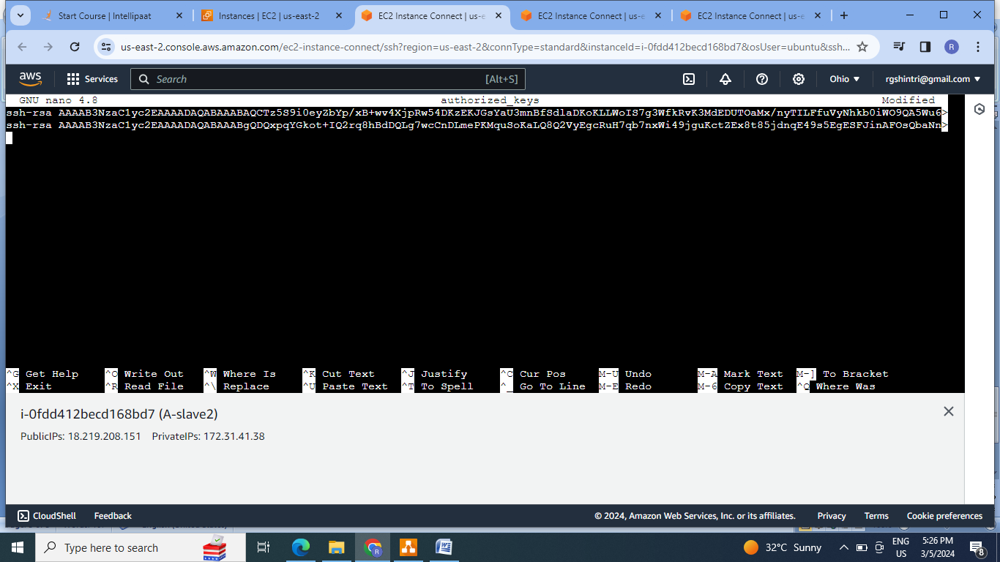 Start Course | Intellipaat
Instances | EC2 | us-east-2
EC2 Instance Connect | us-e
EC2 Instance Connect | us-e
EC2 Instance Connect | us-e
us-east-2.console.aws.amazon.com/ec2-instance-connect/ssh?region=us-east-2&connType=standard&instanceId=i-0fdd412becd168bd7&osUser=ubuntu&ssh...
R
aws
Services
Search [Alt+S]
Ohio
rgshintri@gmail.com
GNU nano 4.8 authorized_keys Modified
ssh-rsa AAAAB3NzaC1yc2EAAAADAQABAAABAQCTz5S9i0eyZbYp/xB+wv4XjpRw54DKzEKJGsYaU3mnBfSdlaDKoKLLWoIS7g3WfkRvK3MdEDUTOaMx/nyTILFfuVyNhkb0iWO9QA5Wu6>
ssh-rsa AAAAB3NzaC1yc2EAAAADAQABAAABgQDQxpqYGkot+IQ2rq8hBdDQLg7wcCnDLmePKMquSoKaLQ8Q2VyEgcRuH7qb7nxWi49jguKctZEx8t85jdnqE49s5EgESFJinAFOsQbaNn>
^G Get Help ^O Write Out ^W Where Is ^K Cut Text ^J Justify ^C Cur Pos M-U Undo M-A Mark Text M-] To Bracket
^X Exit ^R Read File ^\ Replace ^U Paste Text ^T To Spell ^_ Go To Line M-E Redo M-6 Copy Text ^Q Where Was
i-0fdd412becd168bd7 (A-slave2)
PublicIPs: 18.219.208.151 PrivateIPs: 172.31.41.38
CloudShell Feedback © 2024, Amazon Web Services, Inc. or its affiliates. Privacy Terms Cookie preferences
Type here to search
32°C Sunny
ENG
US
5:26 PM
3/5/2024
8